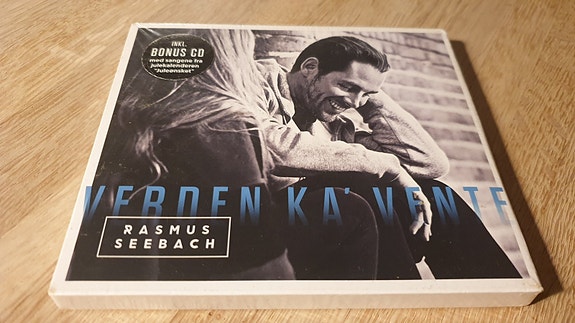 INKL.
BONUS CD
med sangene fra
julekalenderen
"Juleønsket"
VERDEN KA' VENTE
RASMUS
SEEBACH